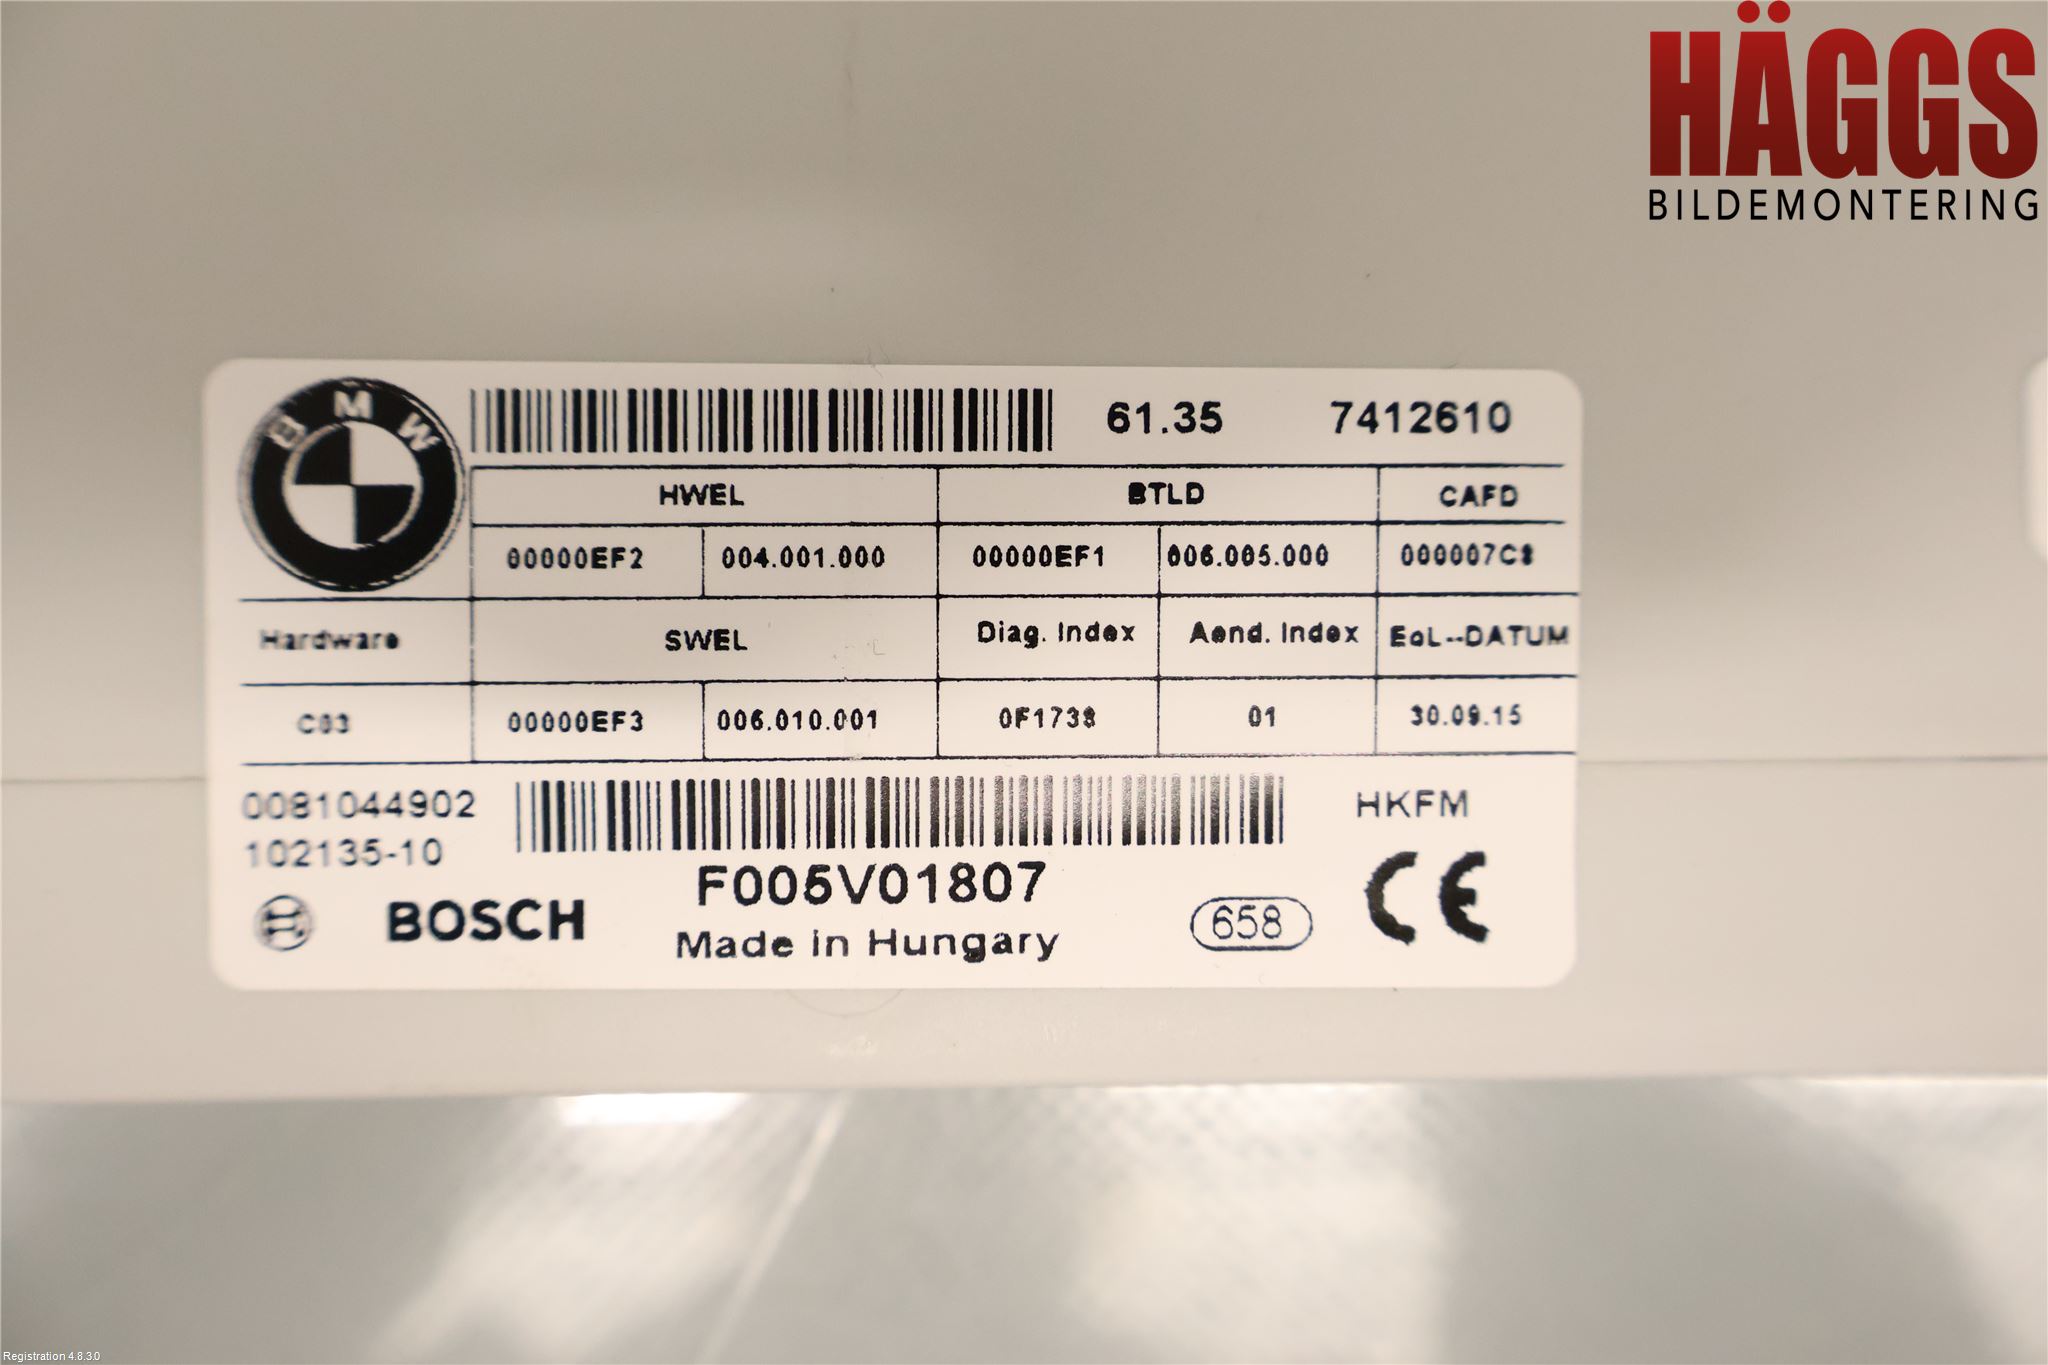 HÄGGS
BILDEMONTERING
BMW
61.35 7412610
HWEL BTLD CAFD
00000EF2 004.001.000 00000EF1 006.005.000 000007C8
Hardware SWEL Diag. Index Aend. Index EoL--DATUM
C03 00000EF3 006.010.001 0F1738 01 30.09.15
0081044902 HKFM
102135-10
F005V01807
BOSCH Made in Hungary 658 CE
Registration 4.8.3.0